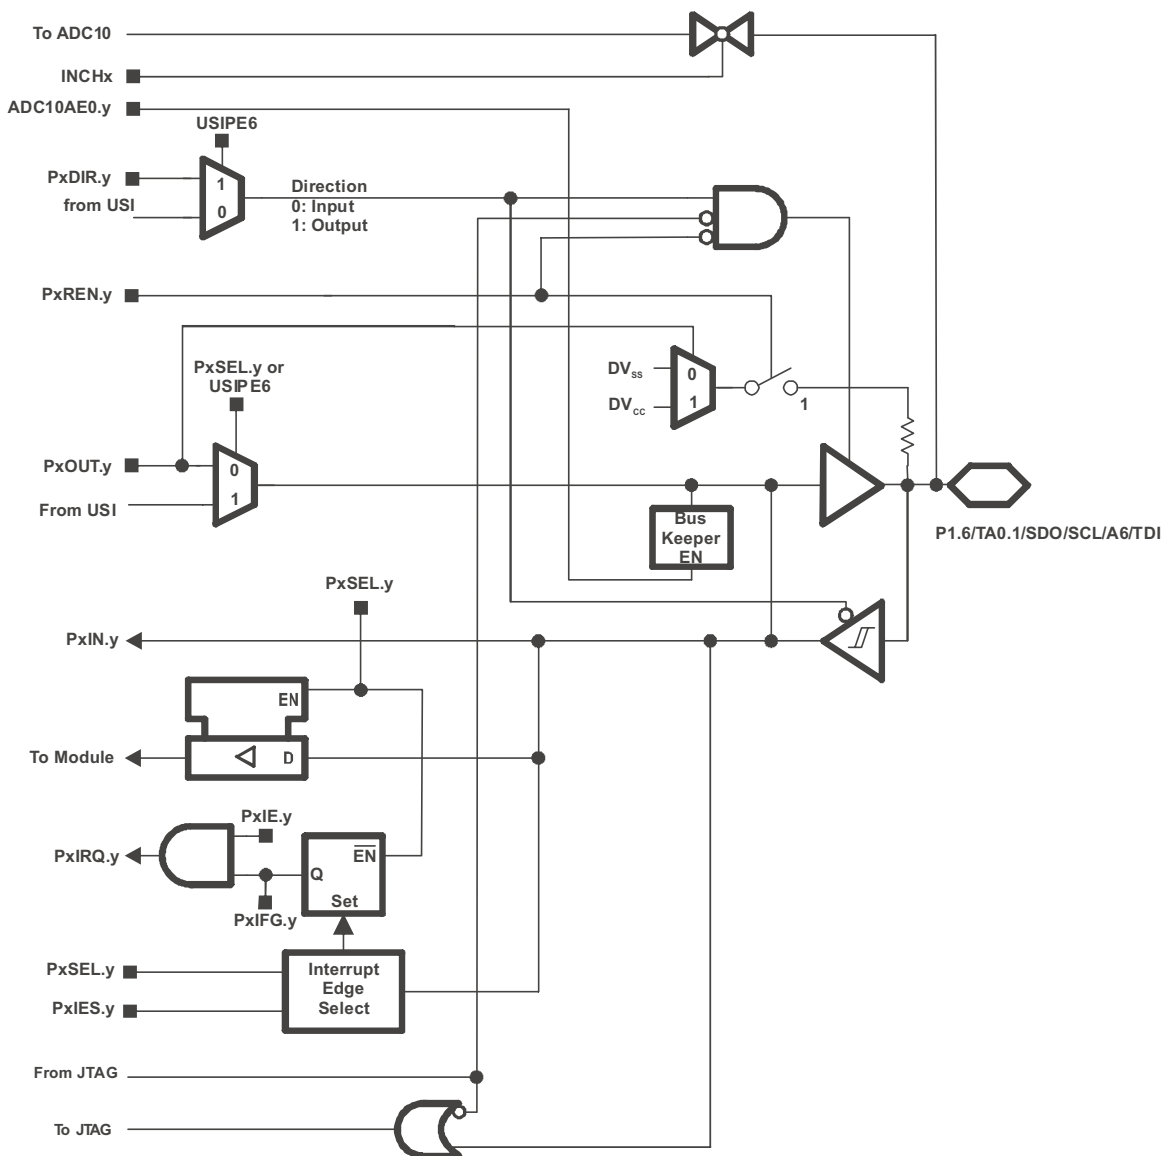 To ADC10
INCHx
ADC10AE0.y
USIPE6
PxDIR.y
from USI
1
0
Direction
0: Input
1: Output
PxREN.y
PxSEL.y or
USIPE6
DVSS
DVCC
0
1
1
PxOUT.y
From USI
0
1
Bus
Keeper
EN
P1.6/TA0.1/SDO/SCL/A6/TDI
PxSEL.y
PxIN.y
EN
To Module
D
PxIE.y
PxIRQ.y
EN
Q
Set
PxIFG.y
PxSEL.y
PxIES.y
Interrupt
Edge
Select
From JTAG
To JTAG